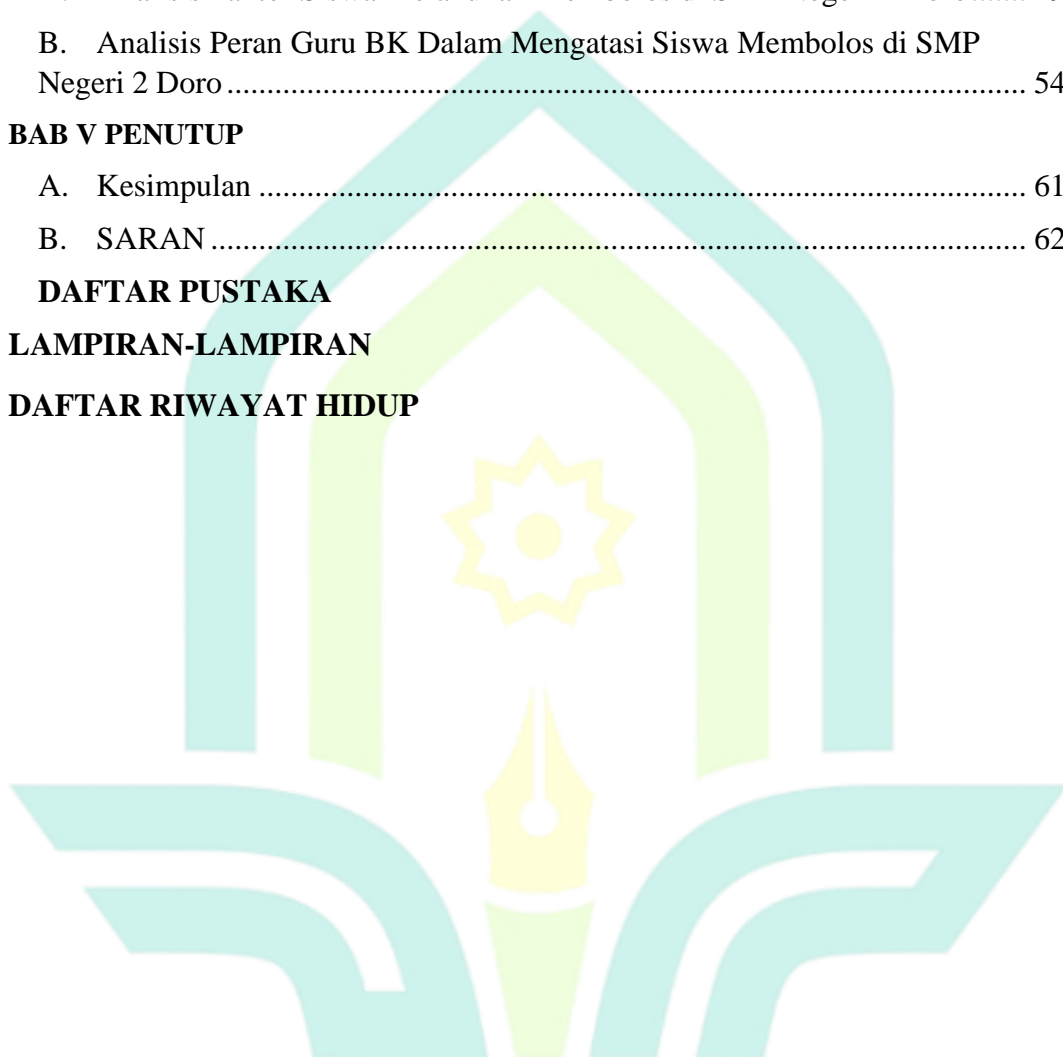 B. Analisis Peran Guru BK Dalam Mengatasi Siswa Membolos di SMP
Negeri 2 Doro .................................................................................................... 54
BAB V PENUTUP
A. Kesimpulan ................................................................................................ 61
B. SARAN ...................................................................................................... 62
DAFTAR PUSTAKA
LAMPIRAN-LAMPIRAN
DAFTAR RIWAYAT HIDUP